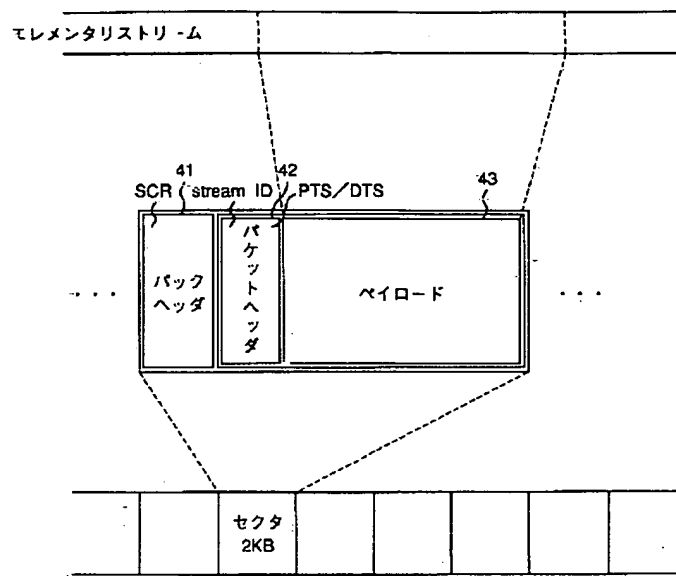 エレメンタリストリーム
41
42
43
SCR stream ID PTS/DTS
パックヘッダ
パケットヘッダ
ペイロード
・・・
・・・
セクタ
2KB